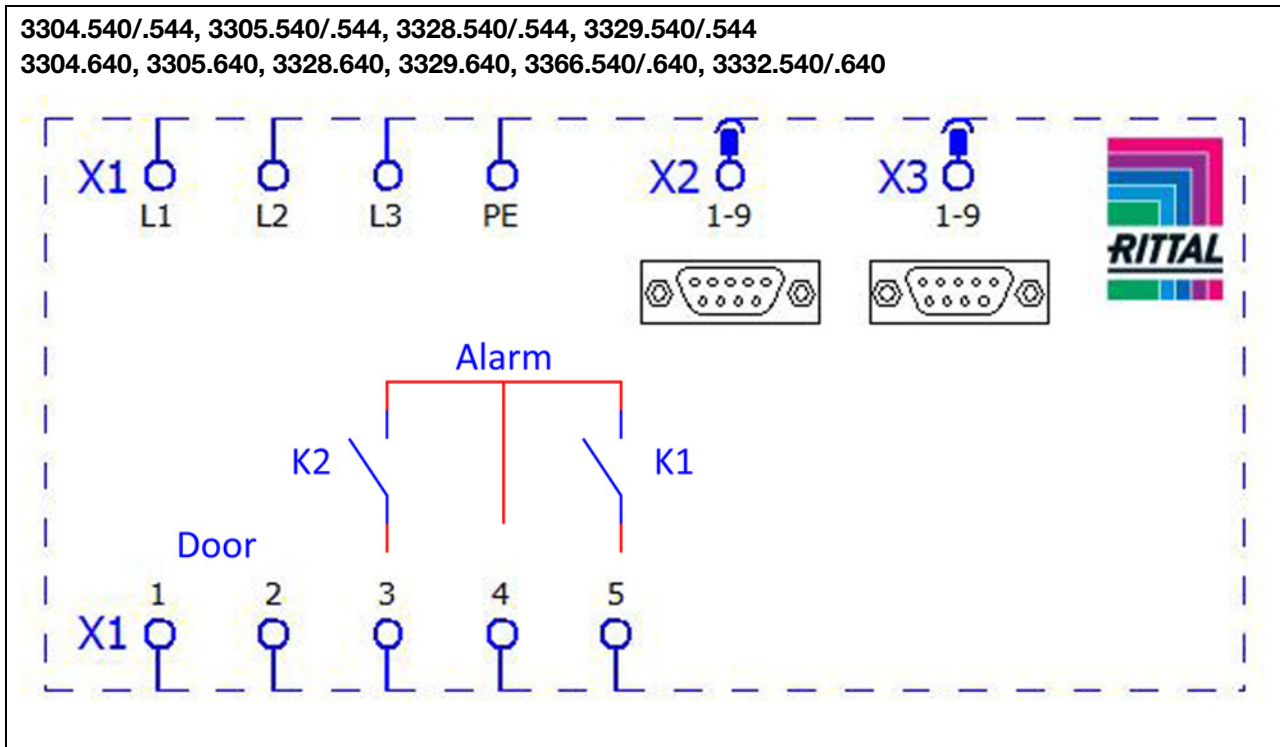 3304.540/.544, 3305.540/.544, 3328.540/.544, 3329.540/.544
3304.640, 3305.640, 3328.640, 3329.640, 3366.540/.640, 3332.540/.640
X1 X2 X3
L1 L2 L3 PE 1-9 1-9
RITTAL
Alarm
K2 K1
Door
1 2 3 4 5
X1